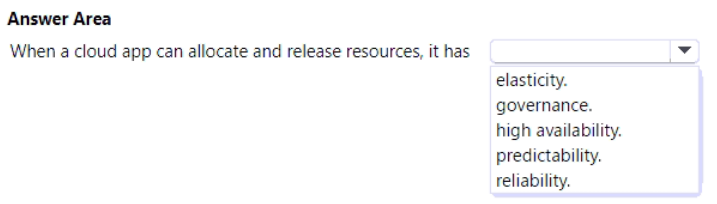 Answer Area
When a cloud app can allocate and release resources, it has
elasticity.
governance.
high availability.
predictability.
reliability.